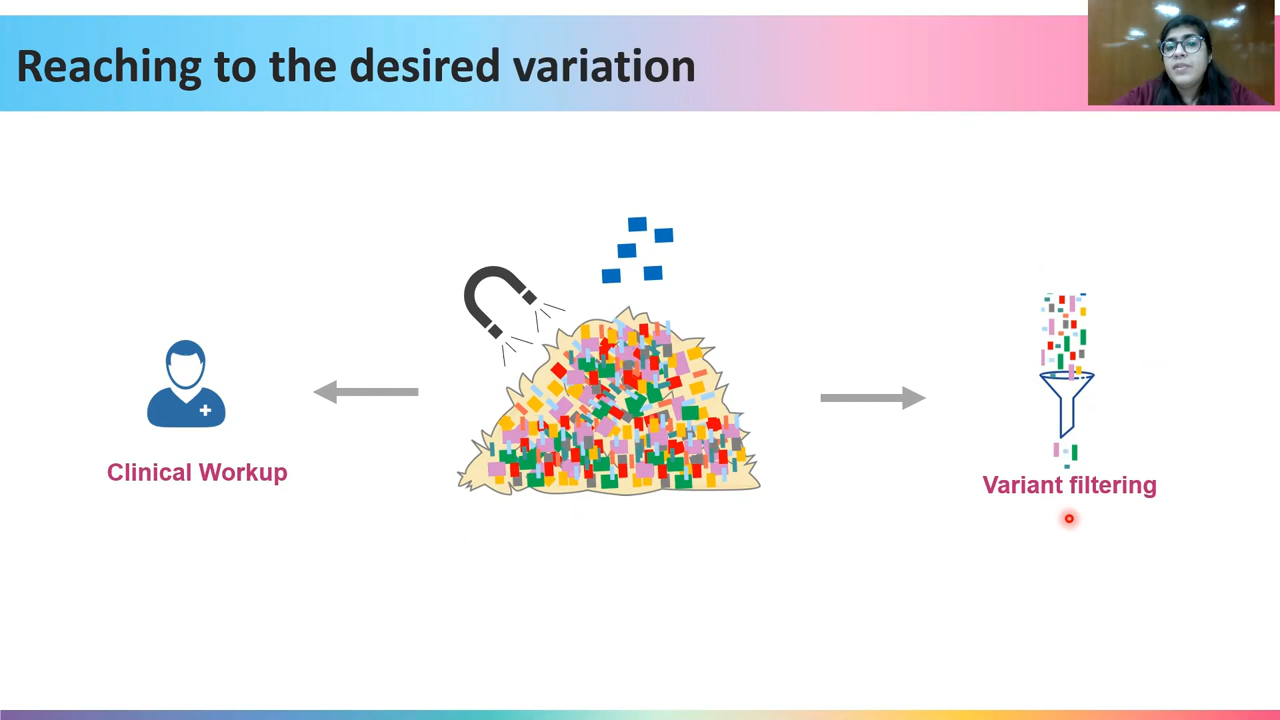 Reaching to the desired variation
Clinical Workup
Variant filtering